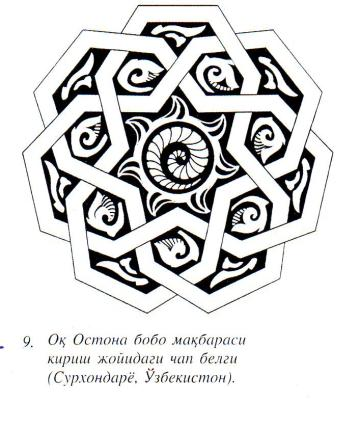 9. Оқ Остона бобо мақбараси
кириш жойидаги чап белги
(Сурхондарё, Ўзбекистон).